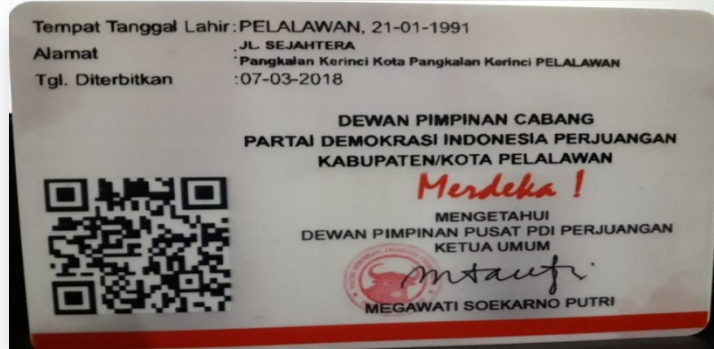 Tempat Tanggal Lahir:PELALAWAN, 21-01-1991
Alamat :JL. SEJAHTERA
:Pangkalan Kerinci Kota Pangkalan Kerinci PELALAWAN
Tgl. Diterbitkan :07-03-2018
DEWAN PIMPINAN CABANG
PARTAI DEMOKRASI INDONESIA PERJUANGAN
KABUPATEN/KOTA PELALAWAN
Merdeka !
MENGETAHUI
DEWAN PIMPINAN PUSAT PDI PERJUANGAN
KETUA UMUM
MEGAWATI SOEKARNO PUTRI